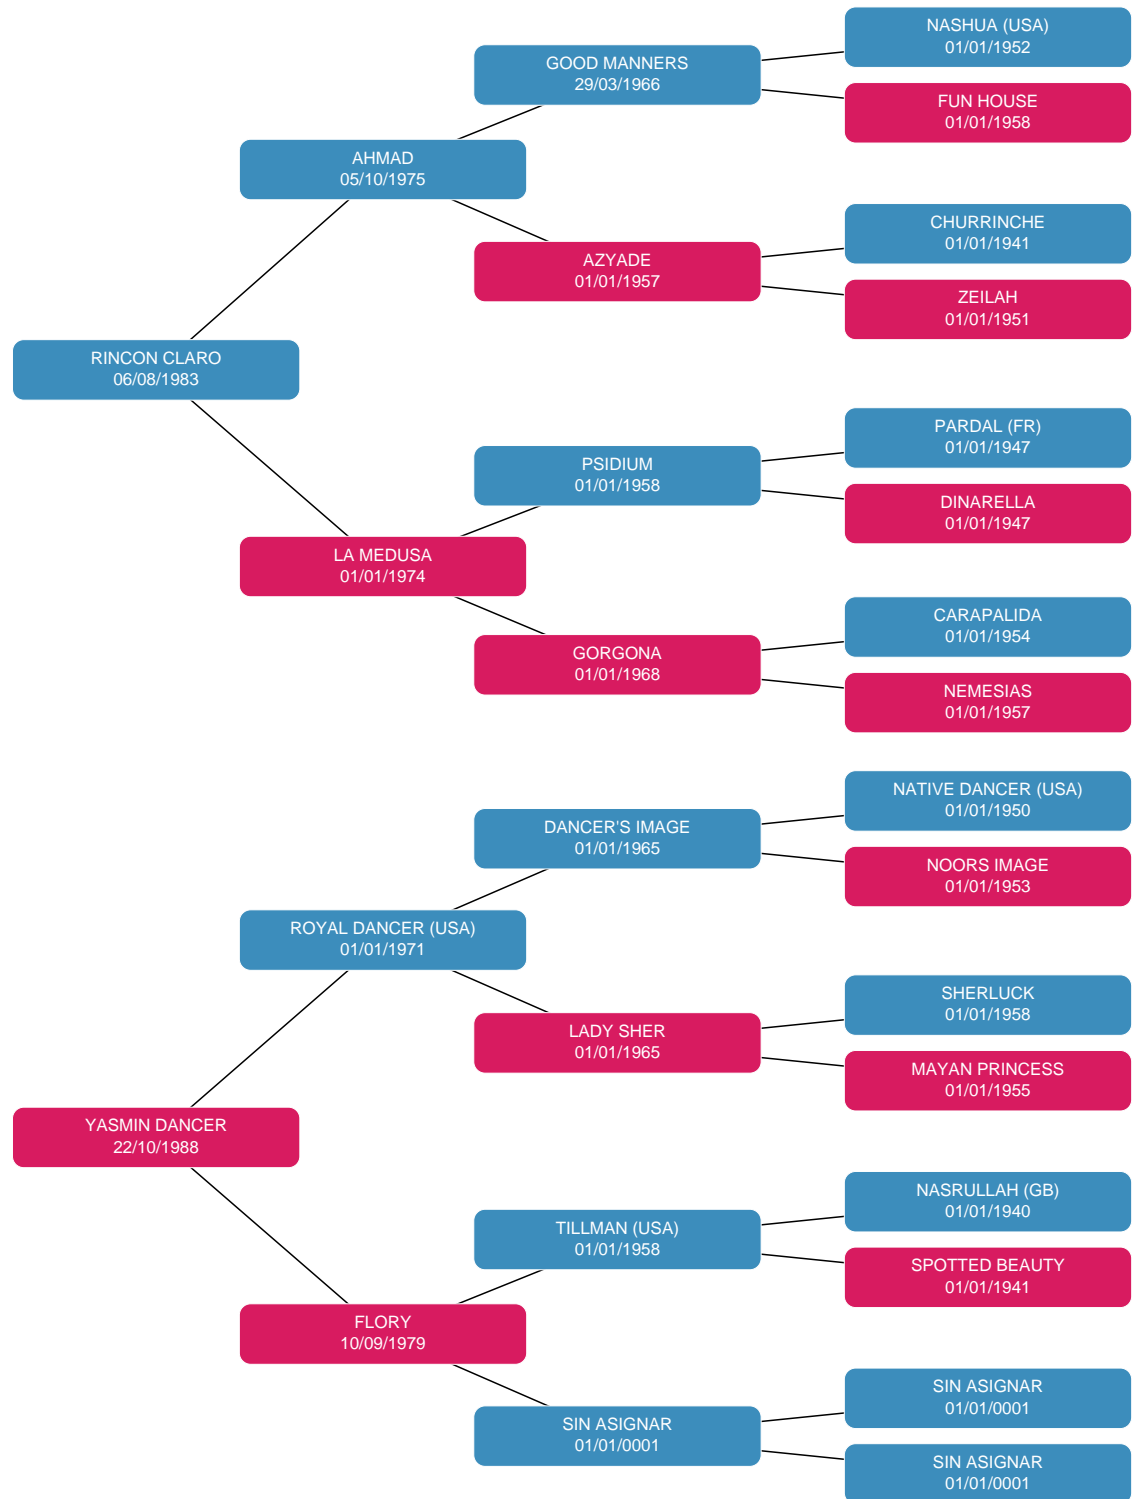 NASHUA (USA)
01/01/1952
GOOD MANNERS
29/03/1966
FUN HOUSE
01/01/1958
AHMAD
05/10/1975
CHURRINCHE
01/01/1941
AZYADE
01/01/1957
ZEILAH
01/01/1951
RINCON CLARO
06/08/1983
PARDAL (FR)
01/01/1947
PSIDIUM
01/01/1958
DINARELLA
01/01/1947
LA MEDUSA
01/01/1974
CARAPALIDA
01/01/1954
GORGONA
01/01/1968
NEMESIAS
01/01/1957
NATIVE DANCER (USA)
01/01/1950
DANCER'S IMAGE
01/01/1965
NOORS IMAGE
01/01/1953
ROYAL DANCER (USA)
01/01/1971
SHERLUCK
01/01/1958
LADY SHER
01/01/1965
MAYAN PRINCESS
01/01/1955
YASMIN DANCER
22/10/1988
NASRULLAH (GB)
01/01/1940
TILLMAN (USA)
01/01/1958
SPOTTED BEAUTY
01/01/1941
FLORY
10/09/1979
SIN ASIGNAR
01/01/0001
SIN ASIGNAR
01/01/0001
SIN ASIGNAR
01/01/0001